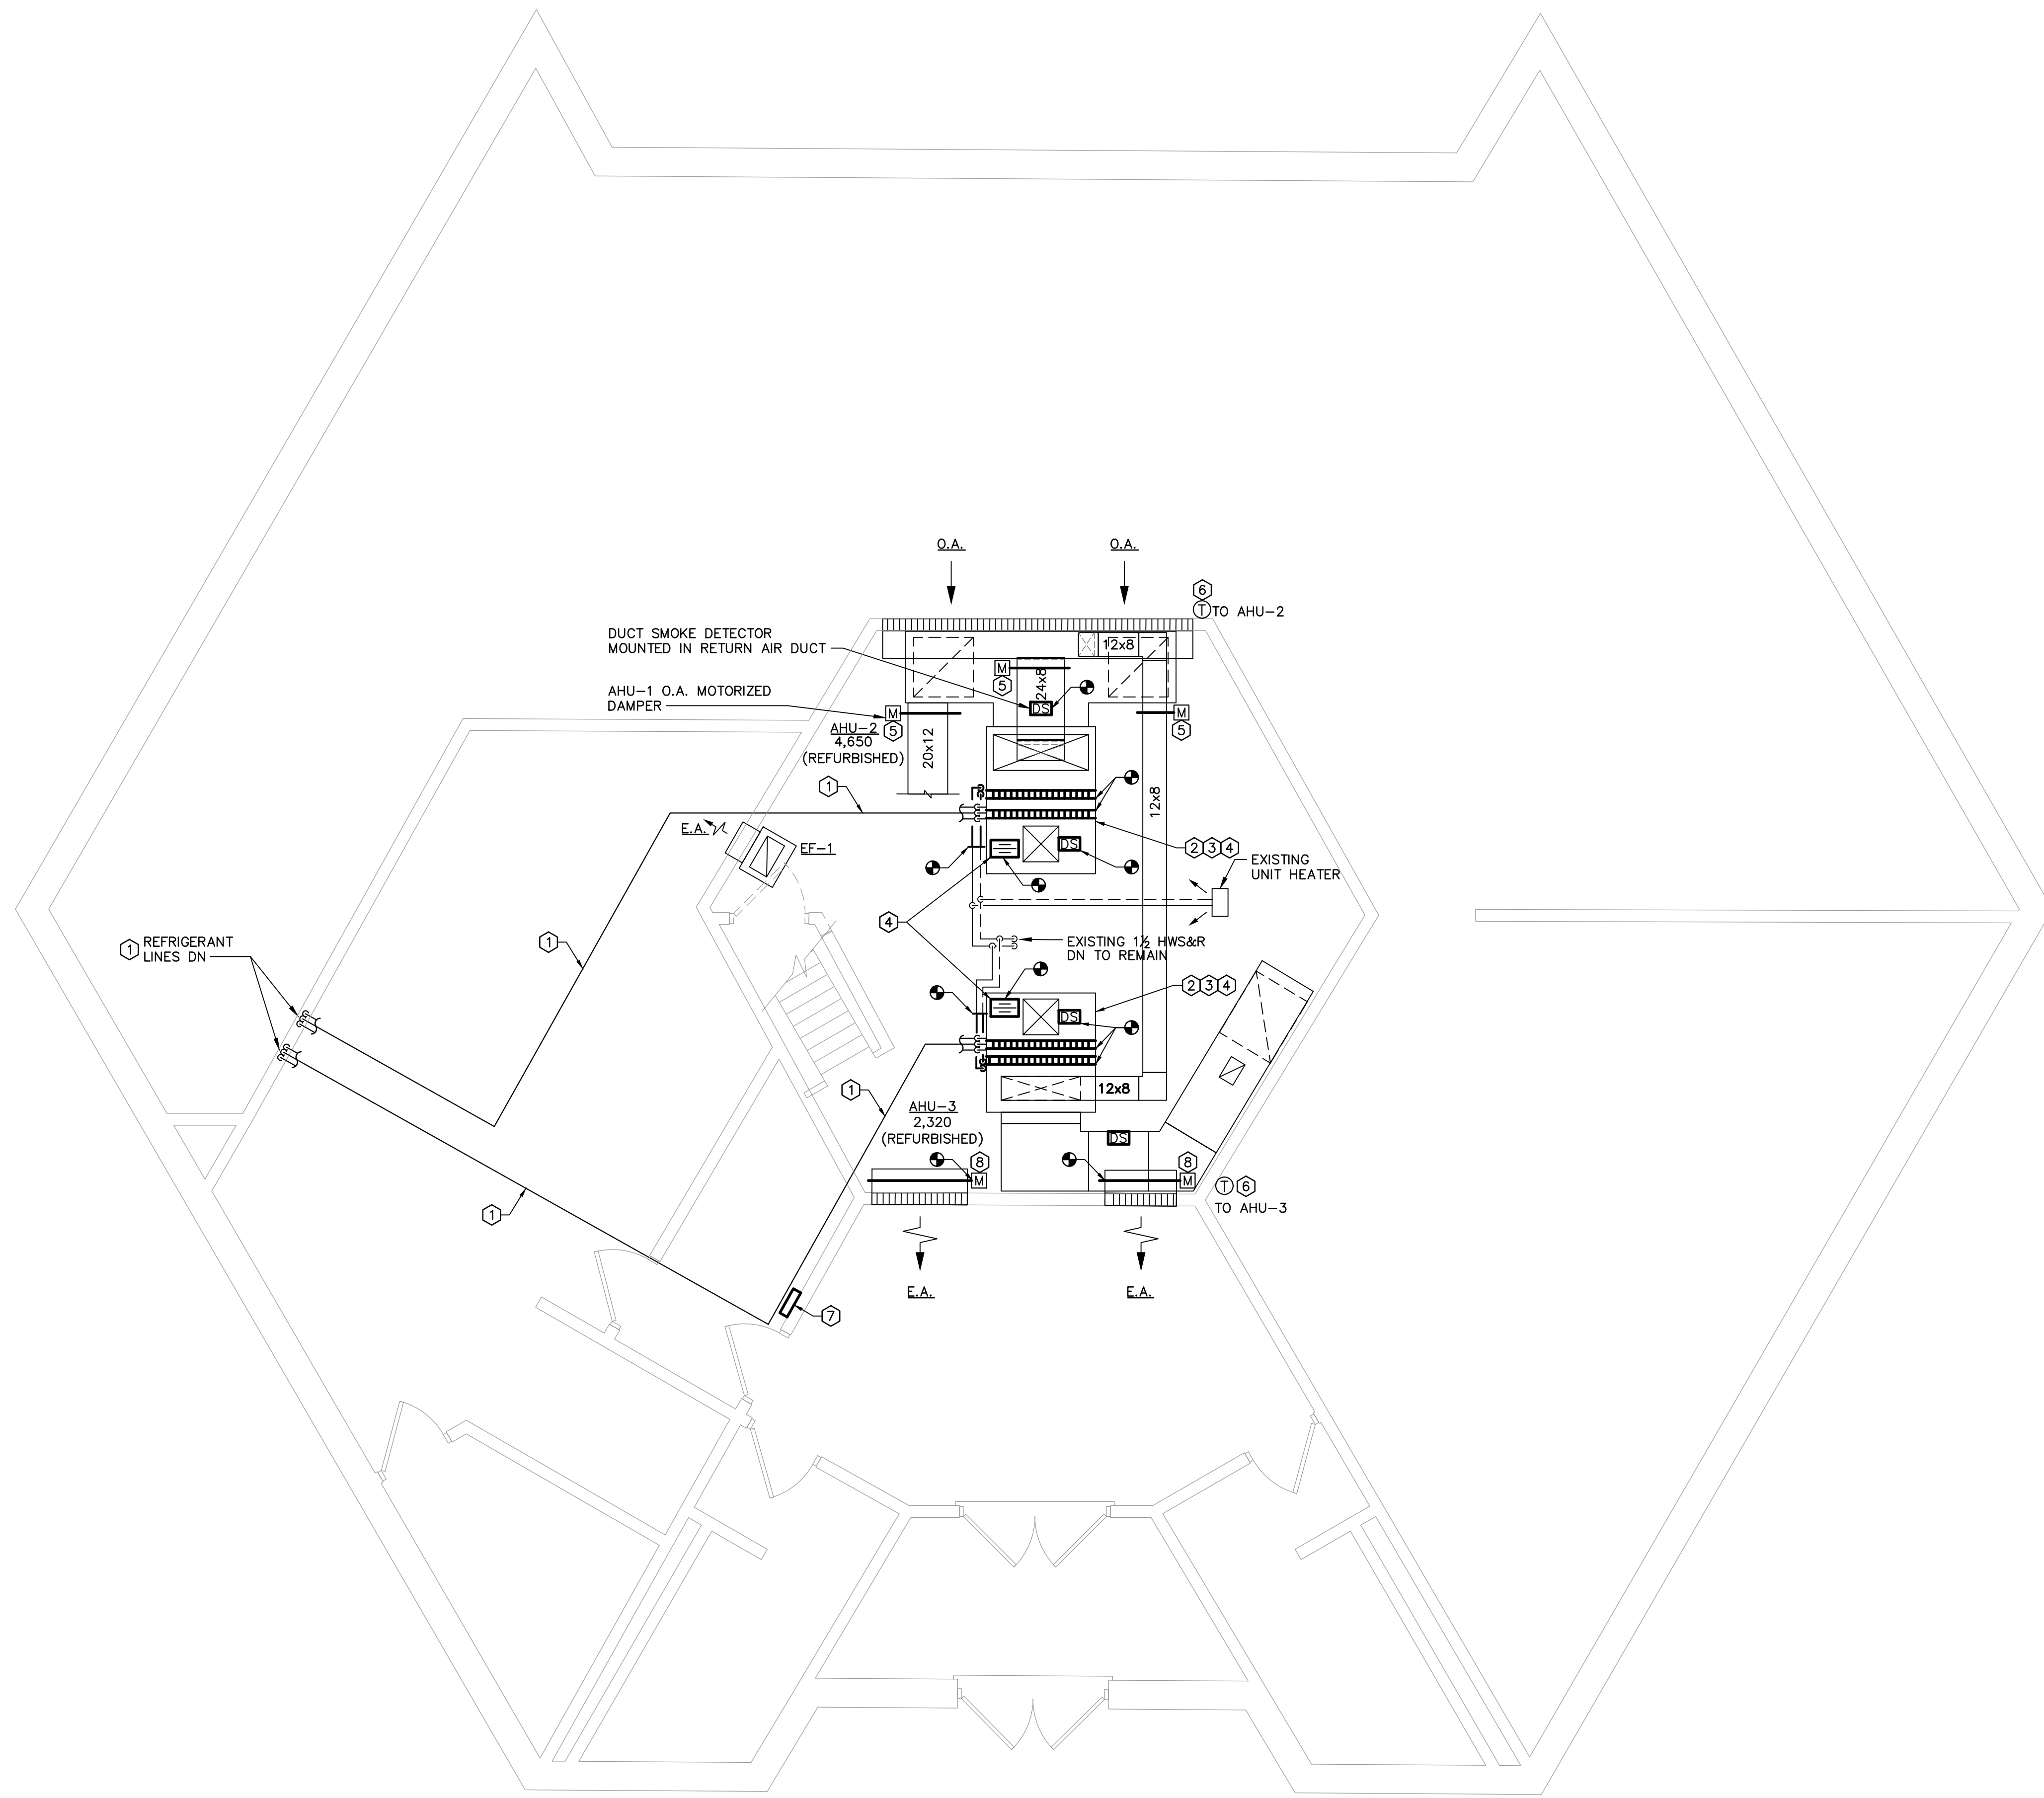 O.A.
O.A.
6
T TO AHU-2
DUCT SMOKE DETECTOR
MOUNTED IN RETURN AIR DUCT
12x8
M
5
24x8
DS
AHU-1 O.A. MOTORIZED
DAMPER
M
5
M
5
AHU-2
4,650
(REFURBISHED)
20x12
1
12x8
E.A.
EF-1
DS
2 3 4
EXISTING
UNIT HEATER
4
1
1
REFRIGERANT
LINES DN
EXISTING 1½ HWS&R
DN TO REMAIN
2 3 4
DS
1
12x8
AHU-3
2,320
(REFURBISHED)
DS
8
M
8
M
T 6
TO AHU-3
1
E.A.
E.A.
7